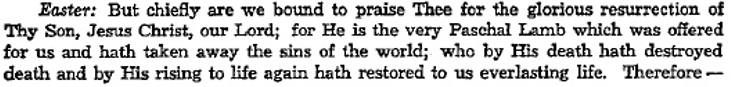 Easter: But chiefly are we bound to praise Thee for the glorious resurrection of
Thy Son, Jesus Christ, our Lord; for He is the very Paschal Lamb which was offered
for us and hath taken away the sins of the world; who by His death hath destroyed
death and by His rising to life again hath restored to us everlasting life. Therefore —